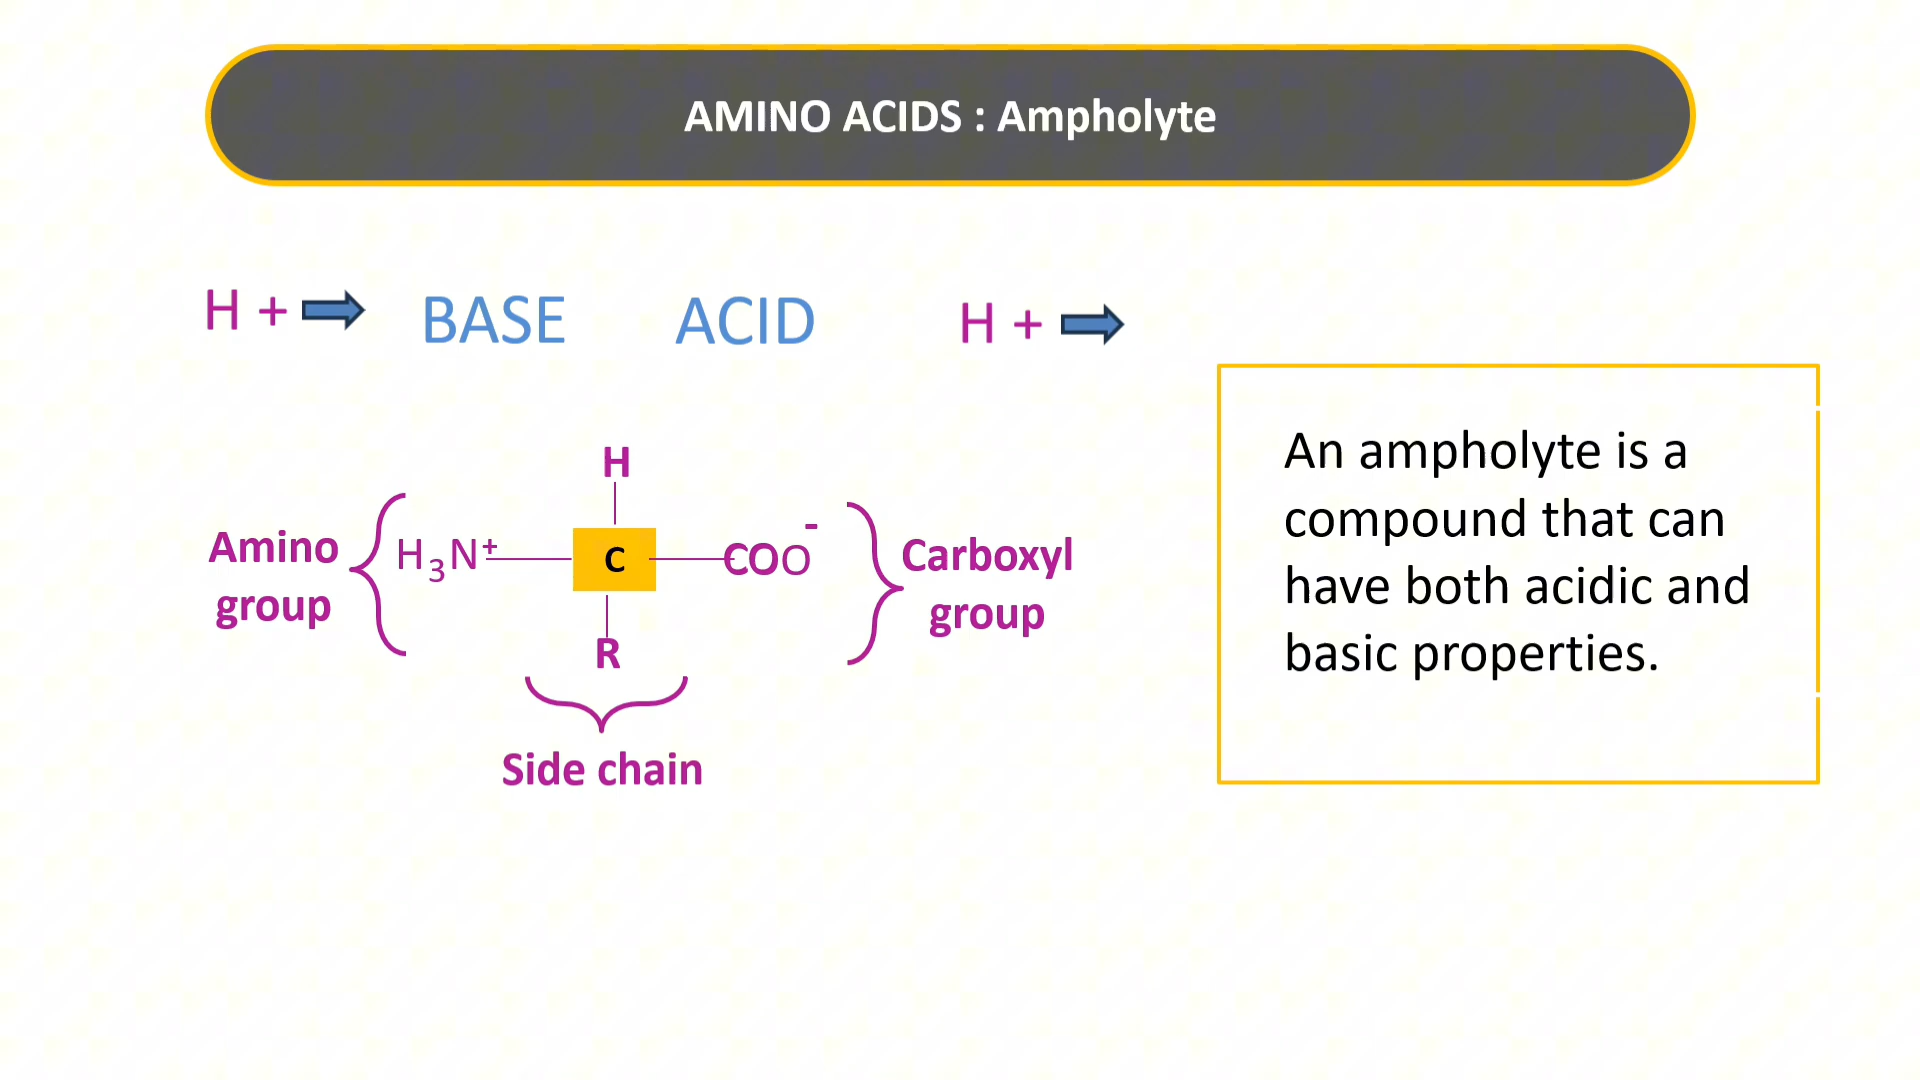 AMINO ACIDS : Ampholyte
H + BASE ACID H +
H
Amino
group
H₃N⁺ C COO⁻
Carboxyl
group
R
Side chain
An ampholyte is a
compound that can
have both acidic and
basic properties.